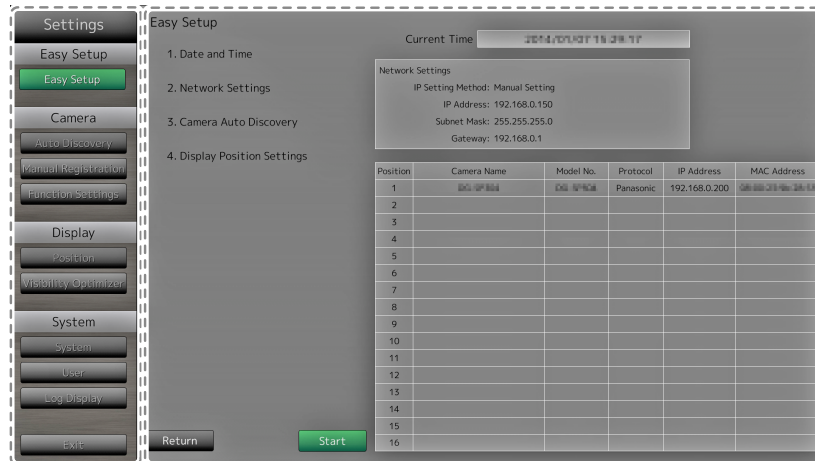 Settings
Easy Setup
Easy Setup
Camera
Auto Discovery
Manual Registration
Function Settings
Display
Position
Visibility Optimizer
System
System
User
Log Display
Exit
Easy Setup
1. Date and Time
2. Network Settings
3. Camera Auto Discovery
4. Display Position Settings
Return
Start
Current Time
Network Settings
IP Setting Method: Manual Setting
IP Address: 192.168.0.150
Subnet Mask: 255.255.255.0
Gateway: 192.168.0.1
Position Camera Name Model No. Protocol IP Address MAC Address
1 Panasonic 192.168.0.200
2
3
4
5
6
7
8
9
10
11
12
13
14
15
16